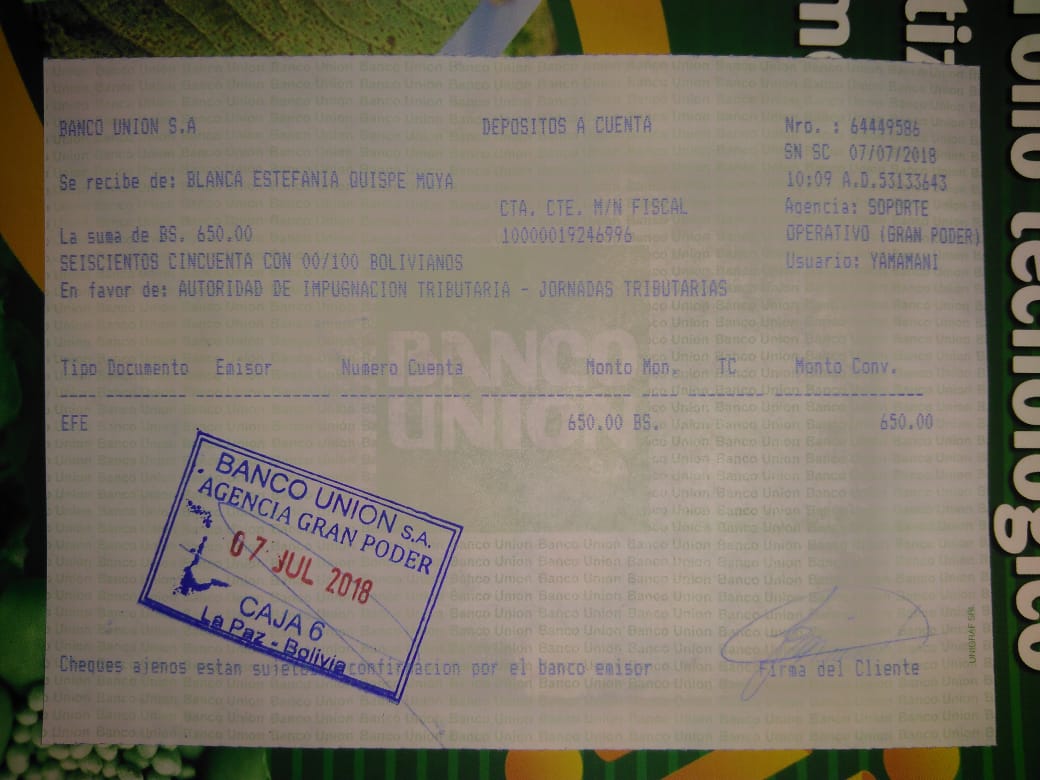 BANCO UNION S.A DEPOSITOS A CUENTA Nro. : 64449586
SN SC 07/07/2018
Se recibe de: BLANCA ESTEFANIA QUISPE MOYA 10:09 A.D.53133643
CTA. CTE. M/N FISCAL Agencia: SOPORTE
La suma de BS. 650.00 10000019246996 OPERATIVO (GRAN PODER)
SEISCIENTOS CINCUENTA CON 00/100 BOLIVIANOS Usuario: YAMAMANI
En favor de: AUTORIDAD DE IMPUGNACION TRIBUTARIA - JORNADAS TRIBUTARIAS
BANCO
UNION
Tipo Documento Emisor Numero Cuenta Monto Mon. TC Monto Conv.
EFE 650.00 BS. 650.00
BANCO UNION S.A.
AGENCIA GRAN PODER
07 JUL 2018
CAJA 6
La Paz - Bolivia
Cheques ajenos estan sujetos confirmacion por el banco emisor Firma del Cliente
UNIGRAF SRL
tecnologico